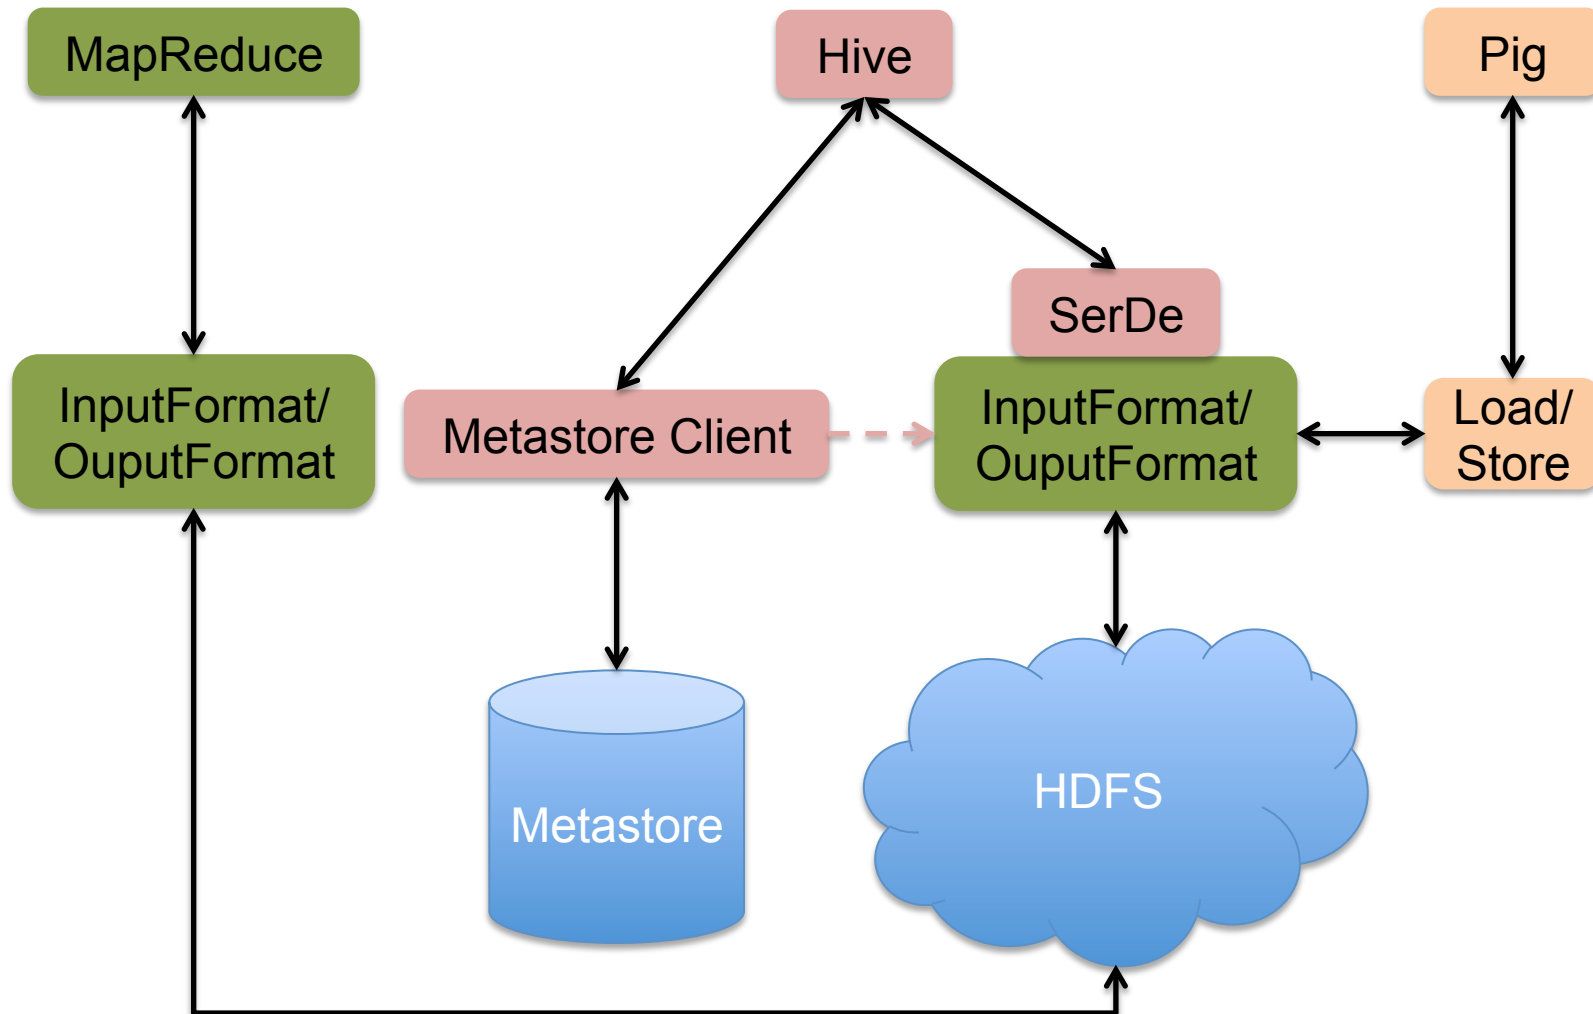 MapReduce
Hive
Pig
SerDe
InputFormat/
OuputFormat
Metastore Client
InputFormat/
OuputFormat
Load/
Store
Metastore
HDFS